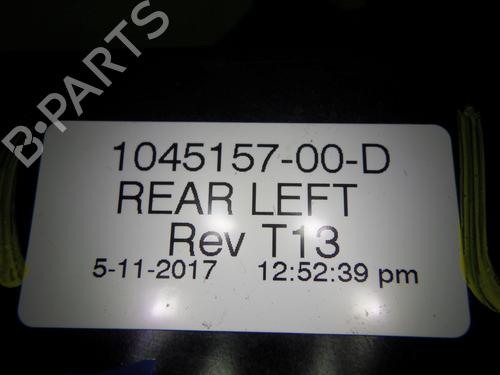 B-PARTS
1045157-00-D
REAR LEFT
Rev T13
5-11-2017 12:52:39 pm